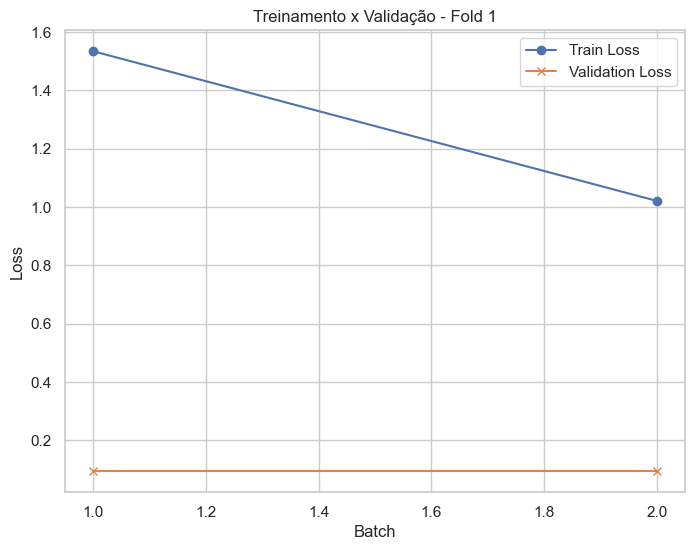 Treinamento x Validação - Fold 1
Train Loss
Validation Loss
1.6
1.4
1.2
1.0
0.8
0.6
0.4
0.2
Loss
1.0 1.2 1.4 1.6 1.8 2.0
Batch